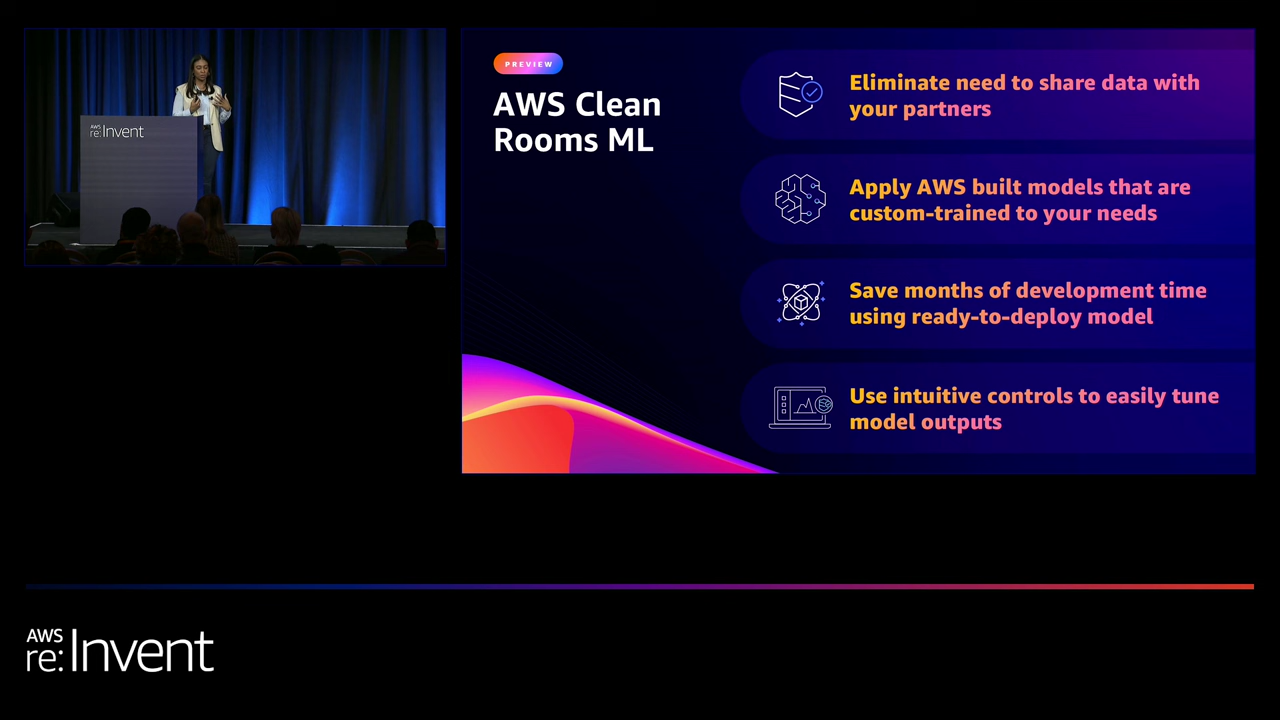 AWS
re:Invent
PREVIEW
AWS Clean
Rooms ML
Eliminate need to share data with
your partners
Apply AWS built models that are
custom-trained to your needs
Save months of development time
using ready-to-deploy model
Use intuitive controls to easily tune
model outputs
AWS
re:Invent